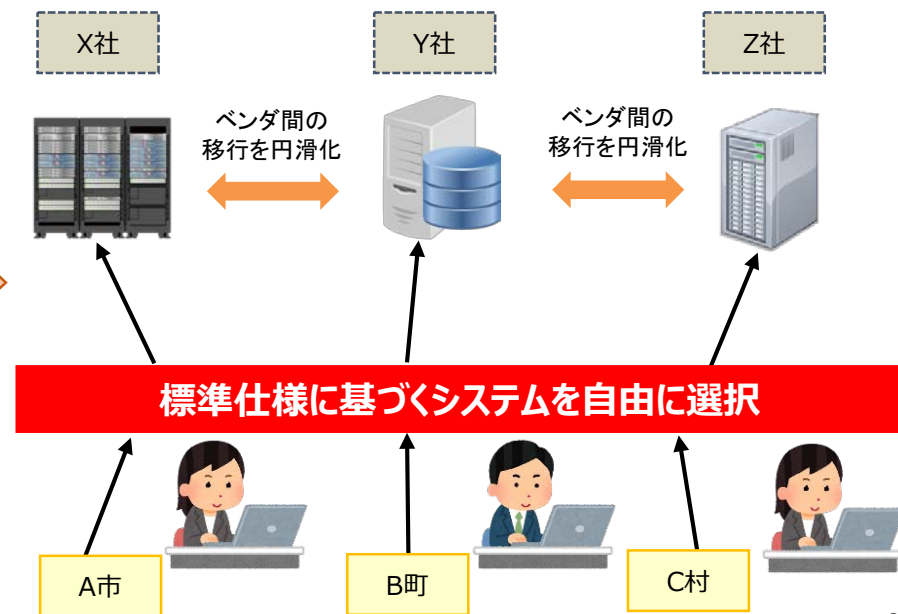 X社
Y社
Z社
ベンダ間の
移行を円滑化
ベンダ間の
移行を円滑化
標準仕様に基づくシステムを自由に選択
A市
B町
C村